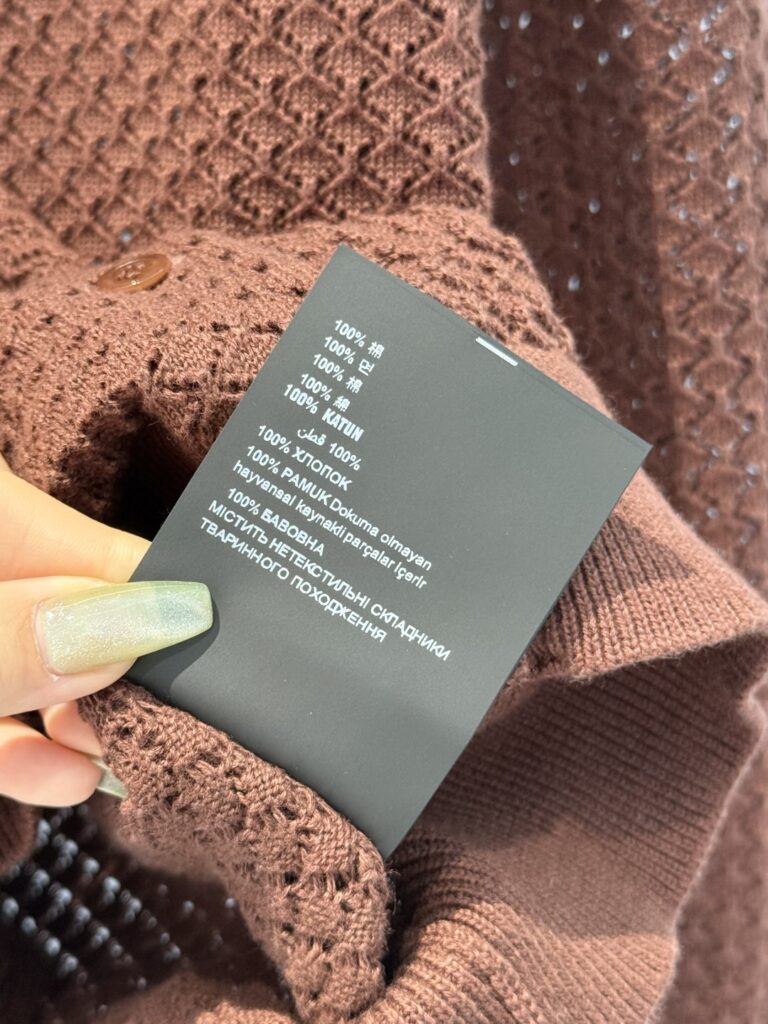 100% 棉
100% 면
100% 棉
100% 綿
100% KATUN
100% قطن
100% ХЛОПОК
100% PAMUK Dokuma olmayan
hayvansal kaynakli parçalar içerir
100% БАВОВНА
МІСТИТЬ НЕТЕКСТИЛЬНІ СКЛАДНИКИ
ТВАРИННОГО ПОХОДЖЕННЯ